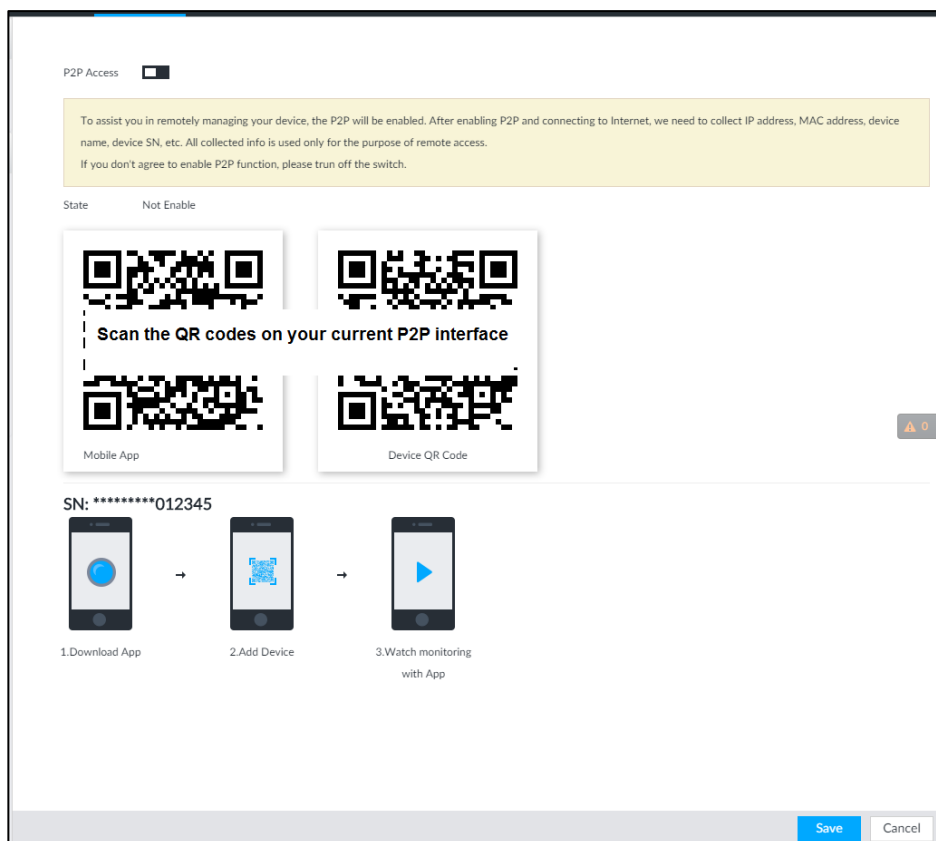 P2P Access
To assist you in remotely managing your device, the P2P will be enabled. After enabling P2P and connecting to Internet, we need to collect IP address, MAC address, device
name, device SN, etc. All collected info is used only for the purpose of remote access.
If you don't agree to enable P2P function, please trun off the switch.
State Not Enable
Scan the QR codes on your current P2P interface
Mobile App Device QR Code
0
SN: *********012345
1.Download App 2.Add Device 3.Watch monitoring
with App
Save Cancel